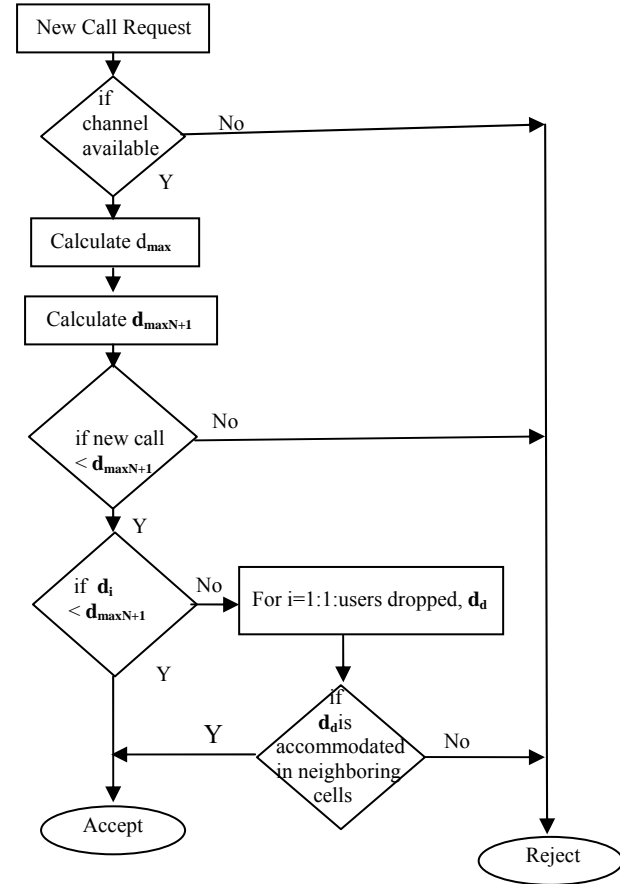 New Call Request
if
channel
available
No
Y
Calculate dmax
Calculate dmaxN+1
if new call
< dmaxN+1
No
Y
if di
< dmaxN+1
No
For i=1:1:users dropped, dd
Y
if
ddis
accommodated
in neighboring
cells
Y
No
Accept
Reject